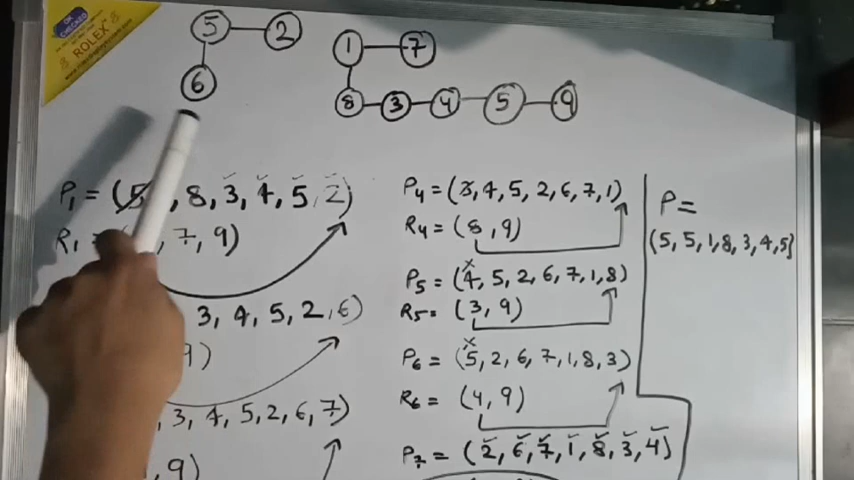 OK
CHECKED
ROLEX
5 2
1 7
6
8 3 4 5 9
P₁ = (5, 8, 3, 4, 5, 2)
R₁ = , 7, 9)
3, 4, 5, 2, 6)
9)
, 3, 4, 5, 2, 6, 7)
, 9)
P₄ = (3, 4, 5, 2, 6, 7, 1)
R₄ = (8, 9)
P₅ = (4, 5, 2, 6, 7, 1, 8)
R₅ = (3, 9)
P₆ = (5, 2, 6, 7, 1, 8, 3)
R₆ = (4, 9)
P₇ = (2, 6, 7, 1, 8, 3, 4)
P =
(5, 5, 1, 8, 3, 4, 5}